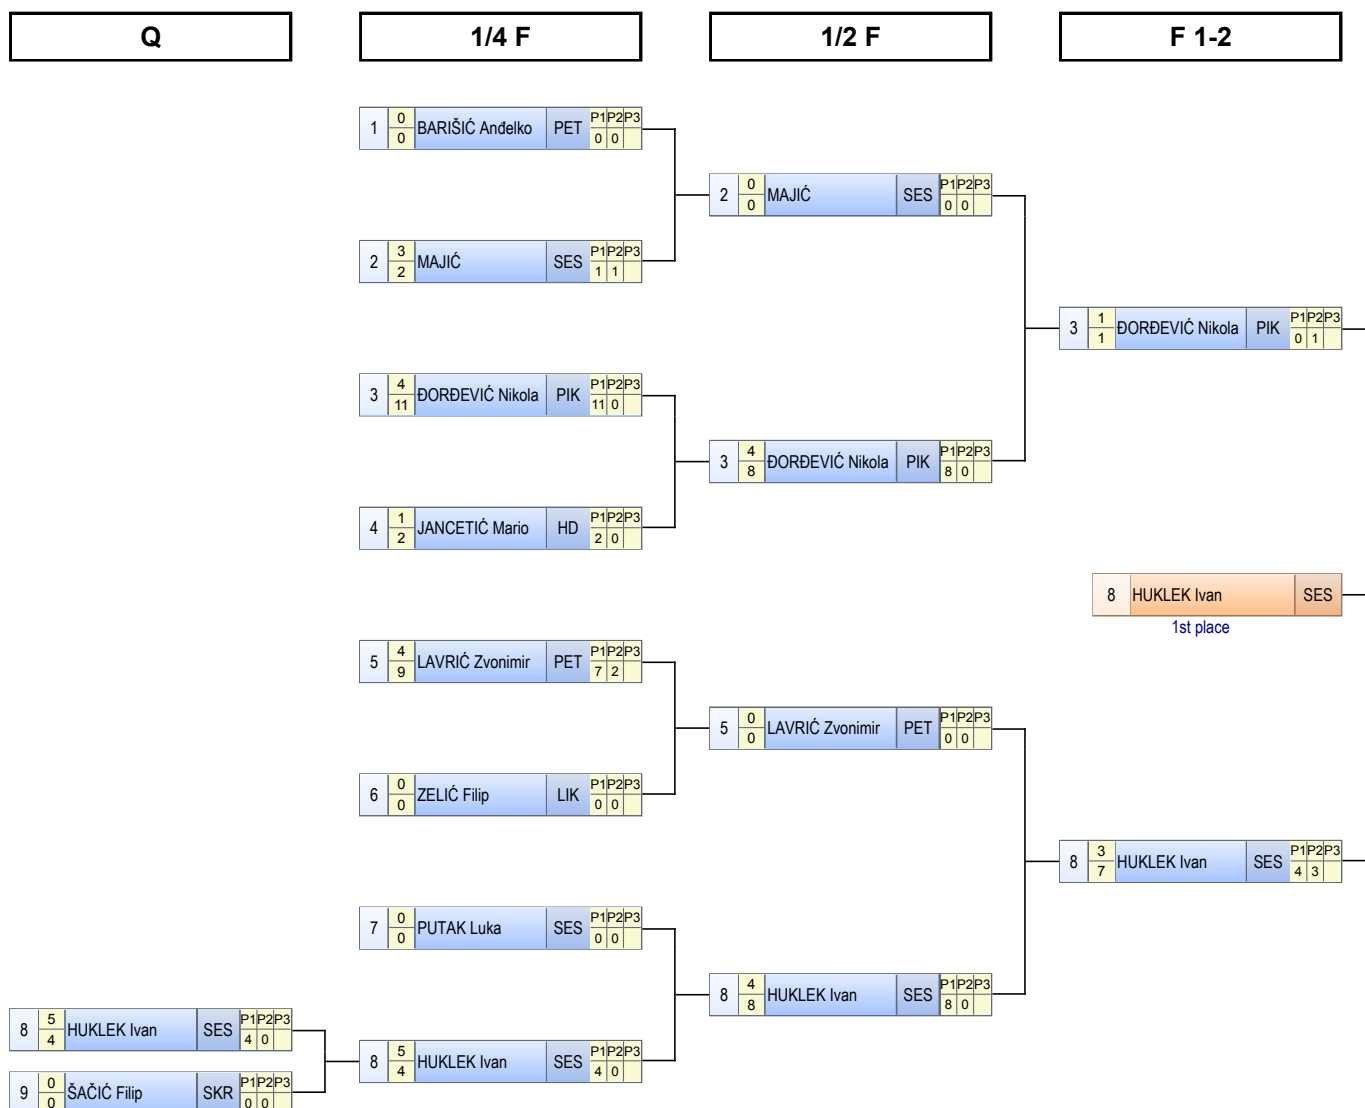 Q 1/4 F 1/2 F F 1-2
1 0 BARIŠIĆ Anđelko PET P1 P2 P3
0 0 0
2 0 MAJIĆ SES P1 P2 P3
0 0 0
2 3 MAJIĆ SES P1 P2 P3
2 1 1
3 1 ĐORĐEVIĆ Nikola PIK P1 P2 P3
1 0 1
3 4 ĐORĐEVIĆ Nikola PIK P1 P2 P3
11 11 0
3 4 ĐORĐEVIĆ Nikola PIK P1 P2 P3
8 8 0
4 1 JANCETIĆ Mario HD P1 P2 P3
2 2 0
8 HUKLEK Ivan SES
1st place
5 4 LAVRIĆ Zvonimir PET P1 P2 P3
9 7 2
5 0 LAVRIĆ Zvonimir PET P1 P2 P3
0 0 0
6 0 ZELIĆ Filip LIK P1 P2 P3
0 0 0
8 3 HUKLEK Ivan SES P1 P2 P3
7 4 3
7 0 PUTAK Luka SES P1 P2 P3
0 0 0
8 4 HUKLEK Ivan SES P1 P2 P3
8 8 0
8 5 HUKLEK Ivan SES P1 P2 P3
4 4 0
8 5 HUKLEK Ivan SES P1 P2 P3
4 4 0
9 0 ŠAČIĆ Filip SKR P1 P2 P3
0 0 0